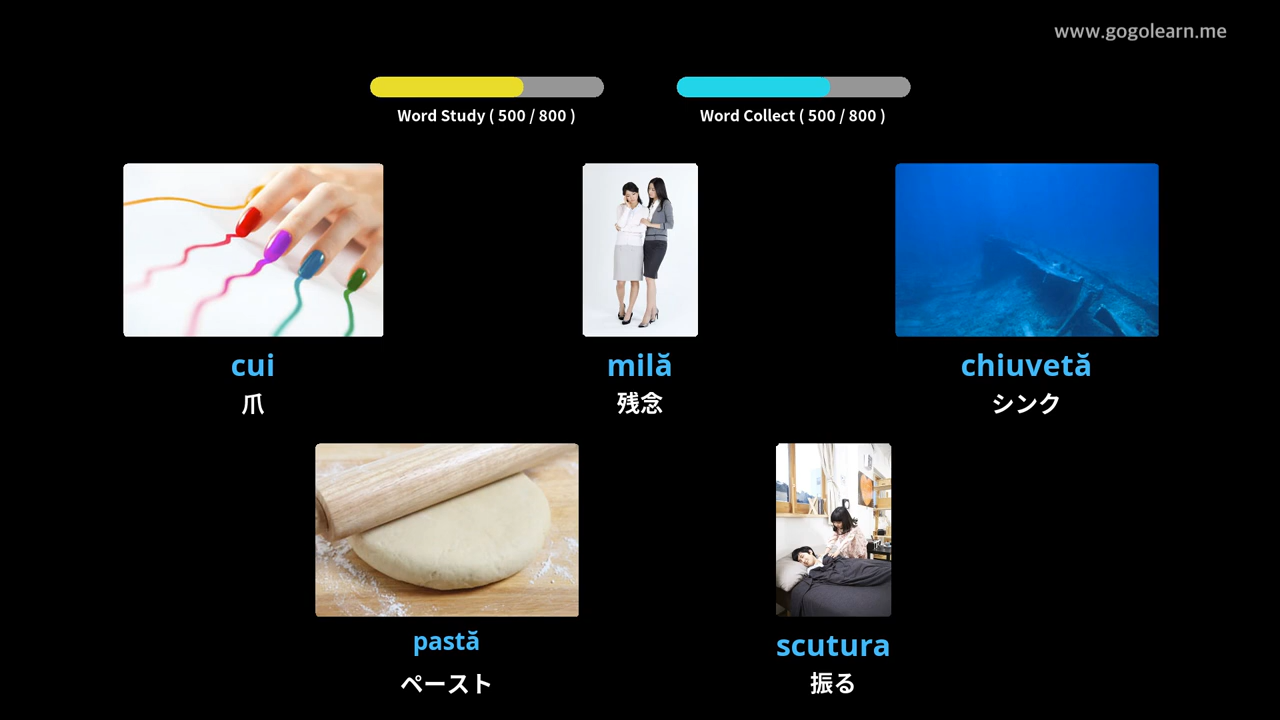 www.gogolearn.me
Word Study ( 500 / 800 )
Word Collect ( 500 / 800 )
cui
爪
milă
残念
chiuvetă
シンク
pastă
ペースト
scutura
振る